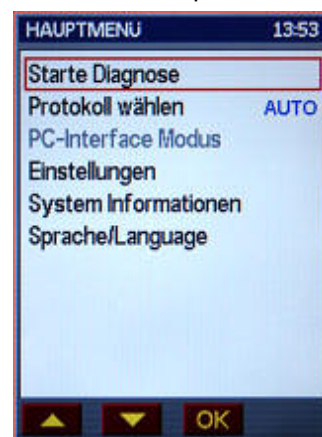 HAUPTMENÜ 13:53
Starte Diagnose
Protokoll wählen AUTO
PC-Interface Modus
Einstellungen
System Informationen
Sprache/Language
OK